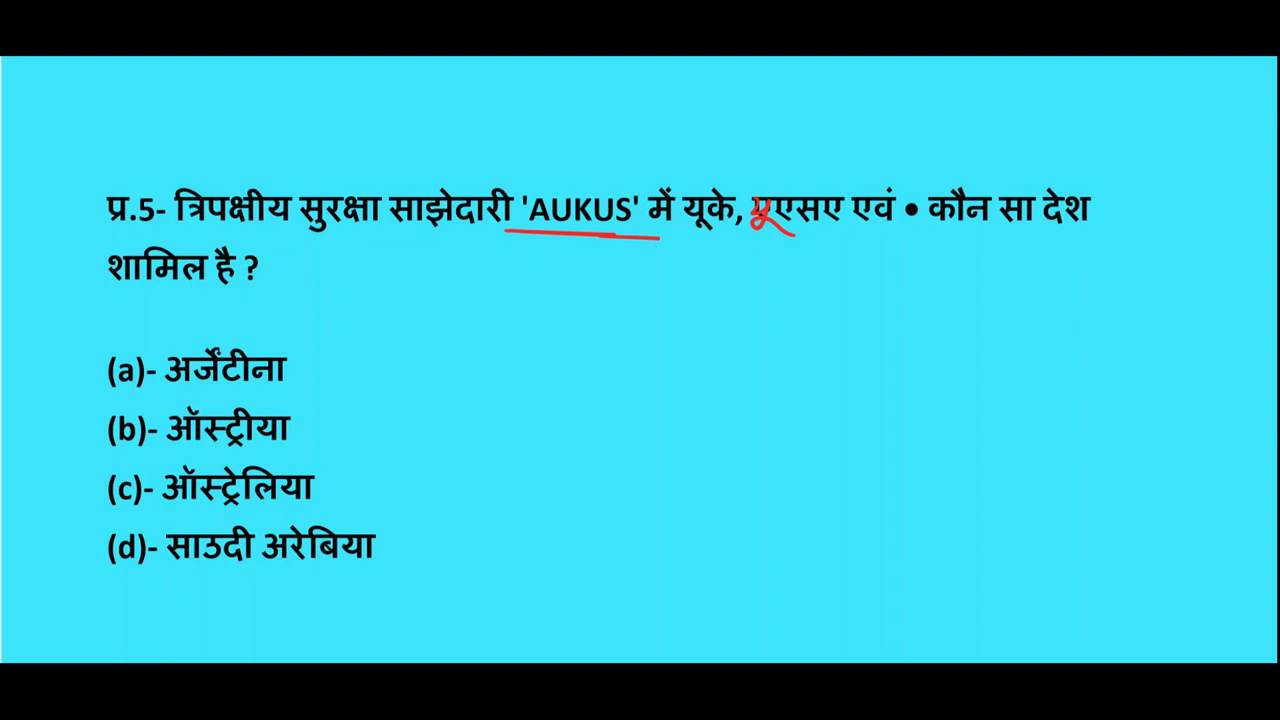 प्र.5- त्रिपक्षीय सुरक्षा साझेदारी 'AUKUS' में यूके, यूएसए एवं • कौन सा देश
शामिल है ?
(a)- अर्जेंटीना
(b)- ऑस्ट्रीया
(c)- ऑस्ट्रेलिया
(d)- साउदी अरेबिया